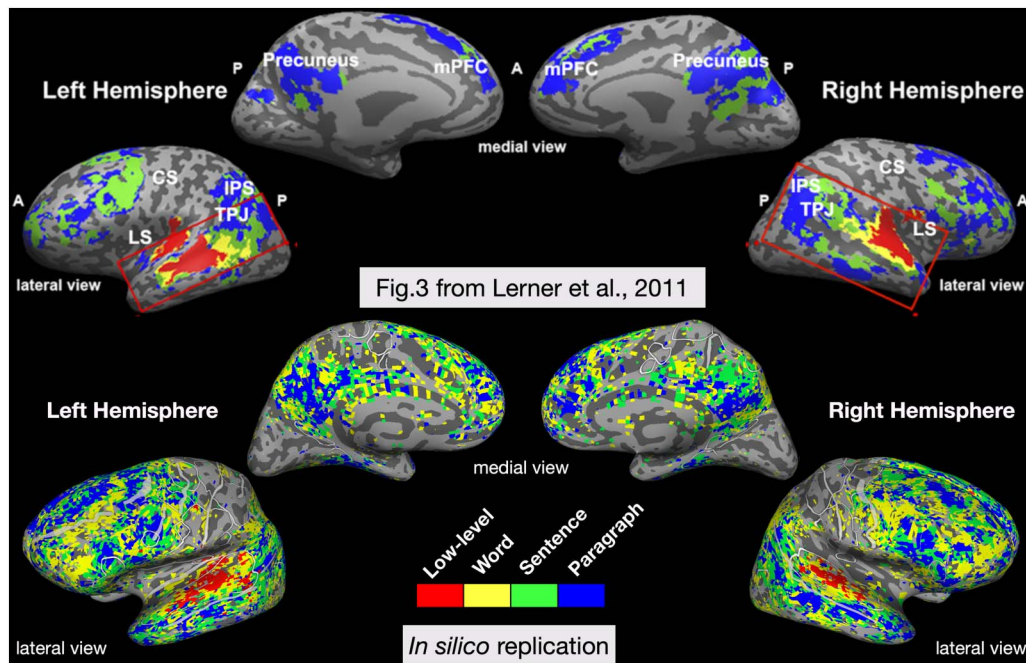 Left Hemisphere
P
Precuneus
mPFC
A
mPFC
Precuneus
P
Right Hemisphere
medial view
A
CS
IPS
P
TPJ
LS
lateral view
P
IPS
TPJ
CS
A
LS
lateral view
Fig.3 from Lerner et al., 2011
Left Hemisphere
Right Hemisphere
medial view
Low-level
Word
Sentence
Paragraph
In silico replication
lateral view
lateral view